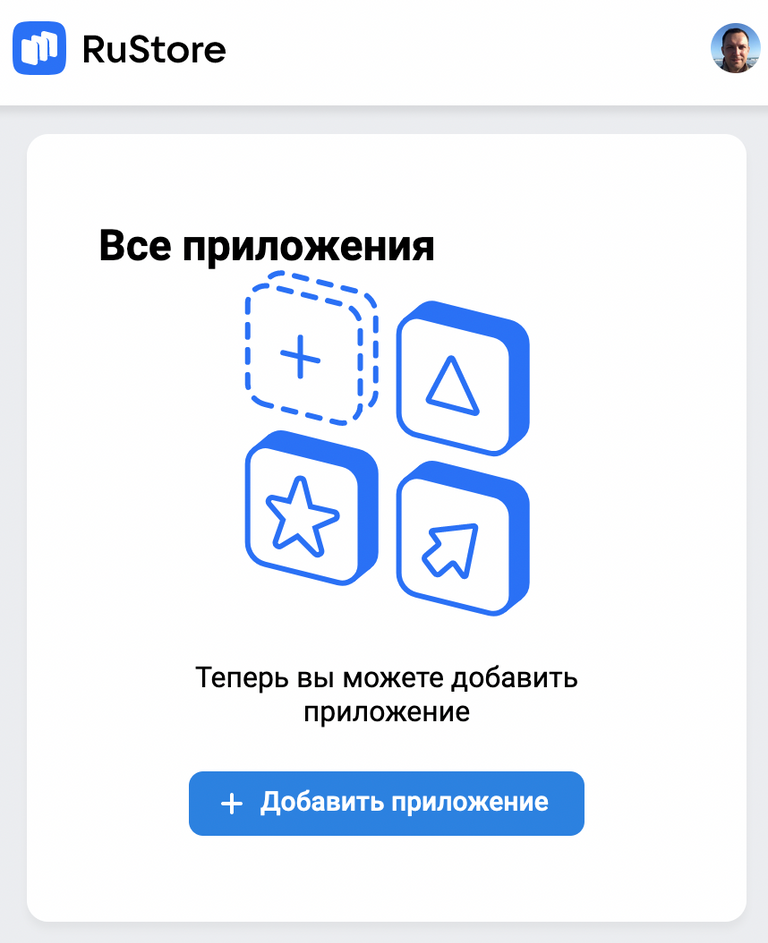 RuStore
Все приложения
Теперь вы можете добавить
приложение
Добавить приложение